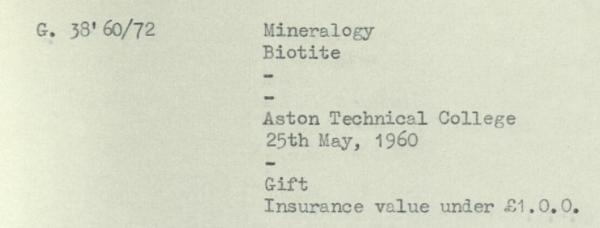 G. 38'60/72 Mineralogy
Biotite
-
-
Aston Technical College
25th May, 1960
-
Gift
Insurance value under £1.0.0.